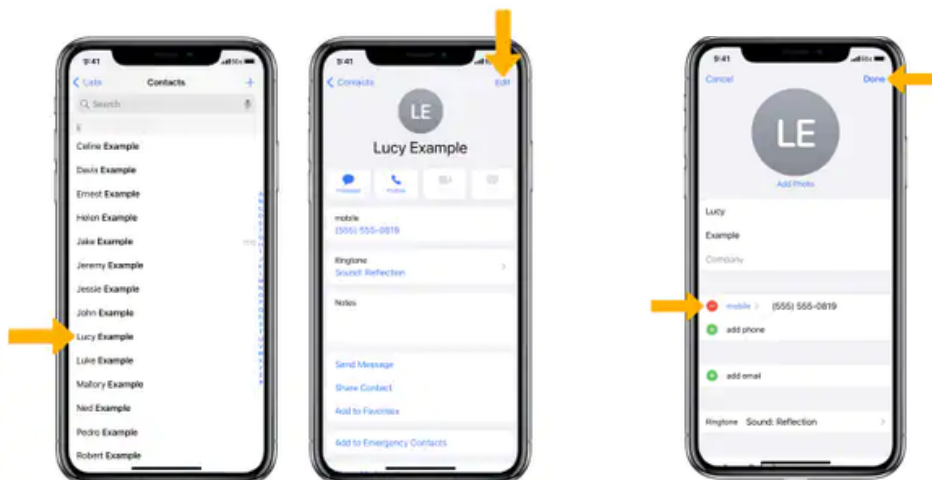 9:41
Lists Contacts +
Search
Celine Example
Davis Example
Ernest Example
Helen Example
Jake Example
Jeremy Example
Jessie Example
John Example
Lucy Example
Luke Example
Mallory Example
Ned Example
Pedro Example
Robert Example
9:41
Contacts Edit
LE
Lucy Example
message
mobile
(555) 555-0819
Ringtone
Sound: Reflection
Notes
Send Message
Share Contact
Add to Favorites
Add to Emergency Contacts
9:41
Cancel Done
LE
Add Photo
Lucy
Example
Company
mobile (555) 555-0819
add phone
add email
Ringtone Sound: Reflection